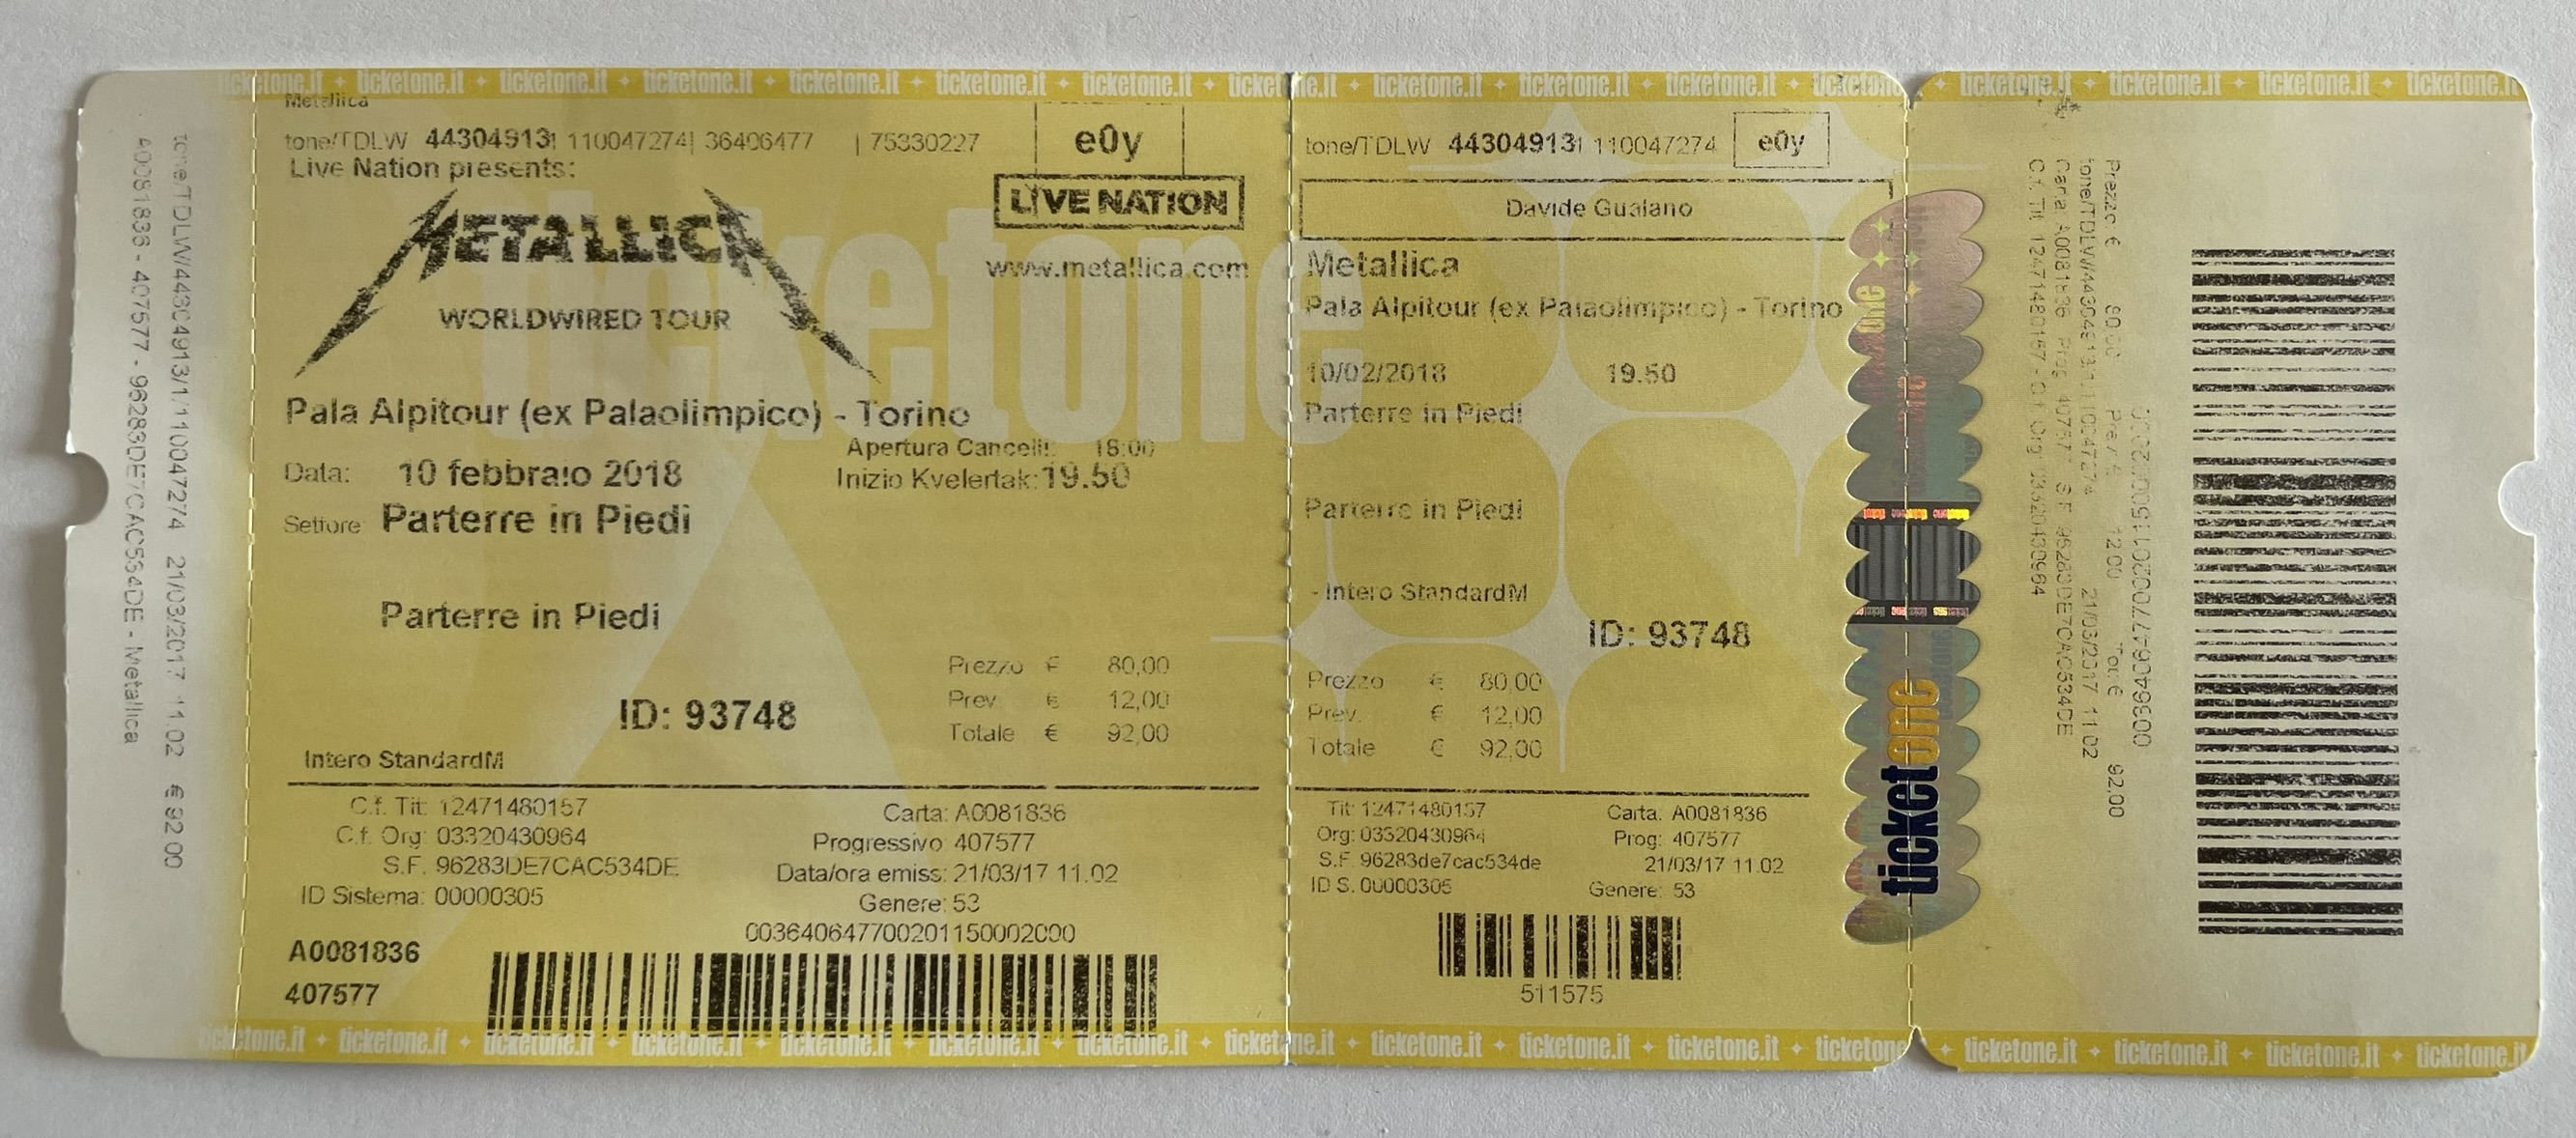 ticketone.it ✦ ticketone.it ✦ ticketone.it ✦ ticketone.it ✦ ticketone.it ✦ ticketone.it ✦ ticketone.it ✦ ticketone.it
Metallica
tone/TDLW 44304913| 110047274| 36406477 | 75330227
e0y
Live Nation presents:
LIVE NATION
METALLICA
www.metallica.com
WORLDWIRED TOUR
Pala Alpitour (ex Palaolimpico) - Torino
Apertura Cancelli: 18:00
Data: 10 febbraio 2018
Inizio Kvelertak: 19.50
Settore Parterre in Piedi
Parterre in Piedi
Prezzo € 80,00
Prev. € 12,00
Totale € 92,00
ID: 93748
Intero StandardM
C.f. Tit: 12471480157
C.f. Org: 03320430964
S.F. 96283DE7CAC534DE
ID Sistema: 00000305
Carta: A0081836
Progressivo 407577
Data/ora emiss: 21/03/17 11.02
Genere: 53
003640647700201150002000
A0081836
407577
ticketone.it ✦ ticketone.it ✦ ticketone.it ✦ ticketone.it ✦ ticketone.it ✦ ticketone.it ✦ ticketone.it ✦ ticketone.it
tone/TDLW/44304913/1/110047274 21/03/2017 11.02 € 92.00
A0081836 - 407577 - 96283DE7CAC534DE - Metallica
tone/TDLW 44304913| 110047274
e0y
Davide Gualano
Metallica
Pala Alpitour (ex Palaolimpico) - Torino
10/02/2018 19.50
Parterre in Piedi
Parterre in Piedi
- Intero StandardM
ID: 93748
Prezzo € 80,00
Prev. € 12,00
Totale € 92,00
Tit: 12471480157
Org: 03320430964
S.F. 96283de7cac534de
ID S. 00000305
Carta: A0081836
Prog: 407577
21/03/17 11.02
Genere: 53
511575
ticketone
Tot. € 92.00
tone/TDLW/44304913/1/110047274 21/03/2017 11.02
Carta A0081836 Prog 407577 S.F. 96283DE7CAC534DE
C.f. Tit. 12471480157 - C.f. Org. 03320430964